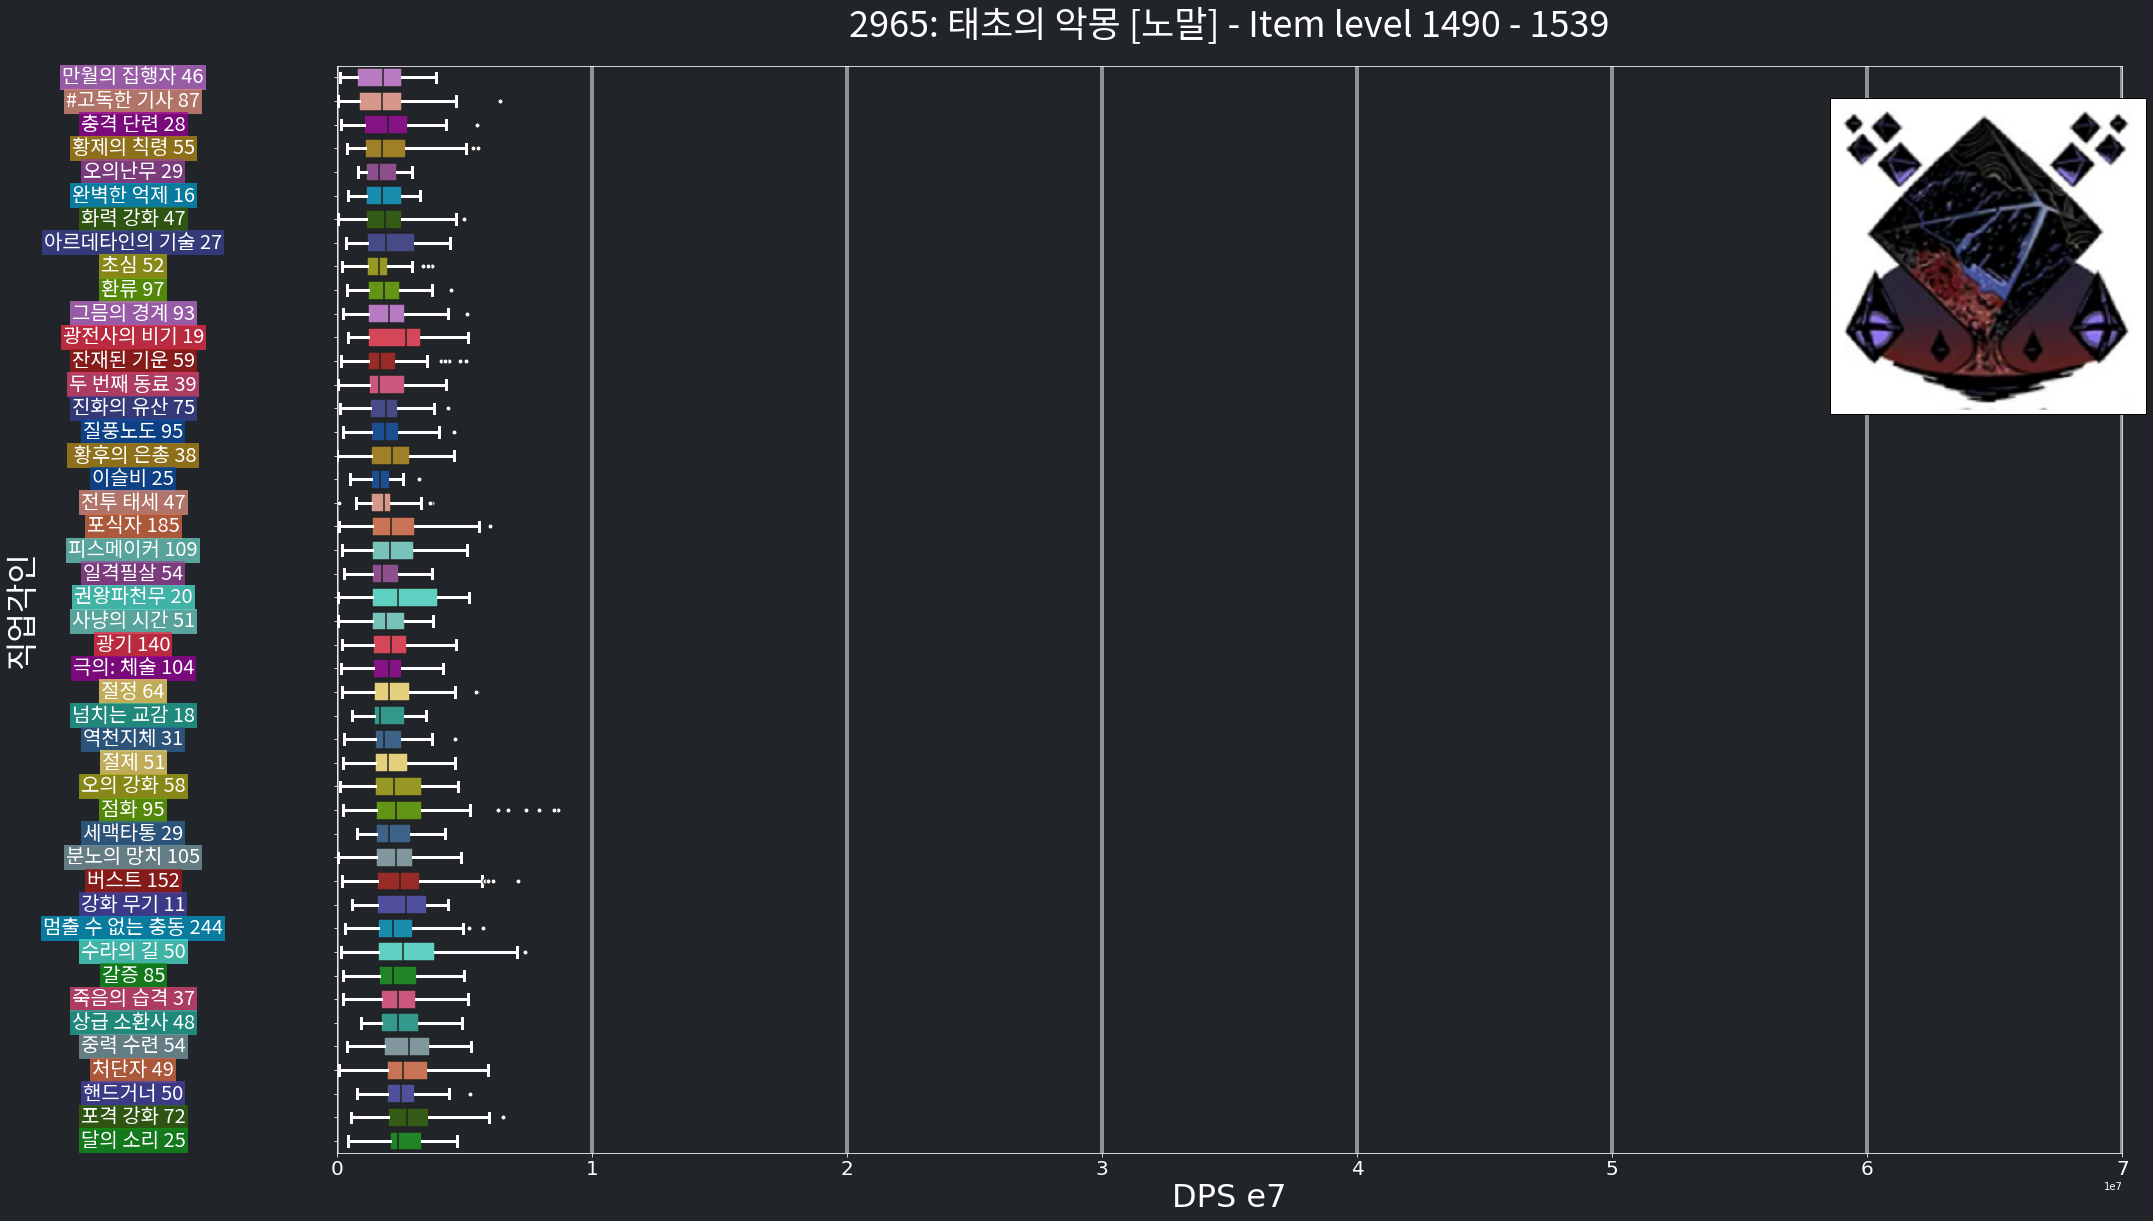 2965: 태초의 악몽 [노말] - Item level 1490 - 1539
만월의 집행자 46
#고독한 기사 87
충격 단련 28
황제의 칙령 55
오의난무 29
완벽한 억제 16
화력 강화 47
아르데타인의 기술 27
초심 52
환류 97
그믐의 경계 93
광전사의 비기 19
잔재된 기운 59
두 번째 동료 39
진화의 유산 75
질풍노도 95
황후의 은총 38
이슬비 25
전투 태세 47
포식자 185
피스메이커 109
일격필살 54
권왕파천무 20
사냥의 시간 51
광기 140
극의: 체술 104
절정 64
넘치는 교감 18
역천지체 31
절제 51
오의 강화 58
점화 95
세맥타통 29
분노의 망치 105
버스트 152
강화 무기 11
멈출 수 없는 충동 244
수라의 길 50
갈증 85
죽음의 습격 37
상급 소환사 48
중력 수련 54
처단자 49
핸드거너 50
포격 강화 72
달의 소리 25
직업각인
0 1 2 3 4 5 6 7
1e7
DPS e7